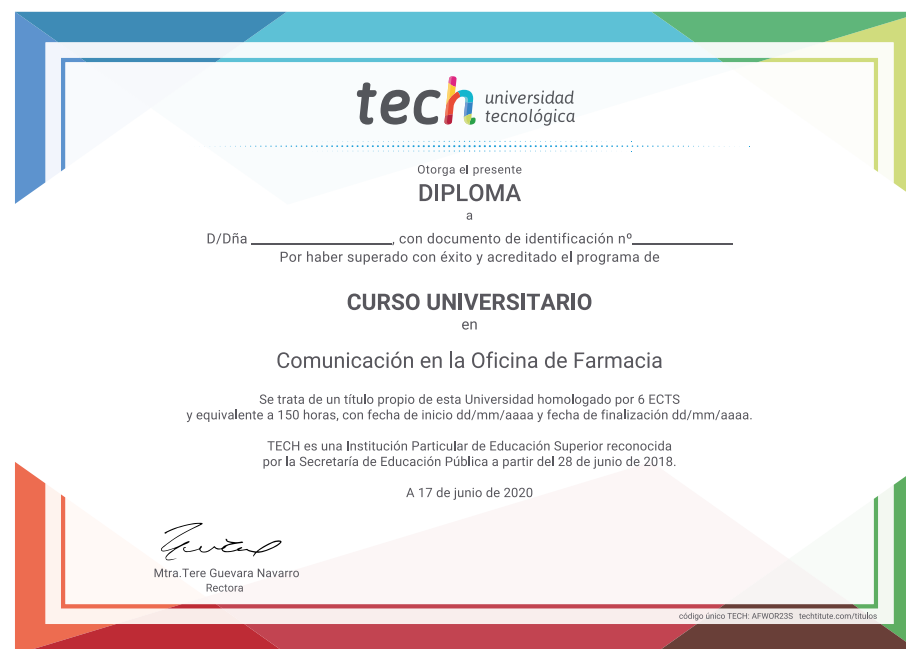 tech universidad
tecnológica
Otorga el presente
DIPLOMA
a
D/Dña ________________, con documento de identificación nº____________
Por haber superado con éxito y acreditado el programa de
CURSO UNIVERSITARIO
en
Comunicación en la Oficina de Farmacia
Se trata de un título propio de esta Universidad homologado por 6 ECTS
y equivalente a 150 horas, con fecha de inicio dd/mm/aaaa y fecha de finalización dd/mm/aaaa.
TECH es una Institución Particular de Educación Superior reconocida
por la Secretaría de Educación Pública a partir del 28 de junio de 2018.
A 17 de junio de 2020
Mtra.Tere Guevara Navarro
Rectora
código único TECH: AFWOR23S techtitute.com/titulos